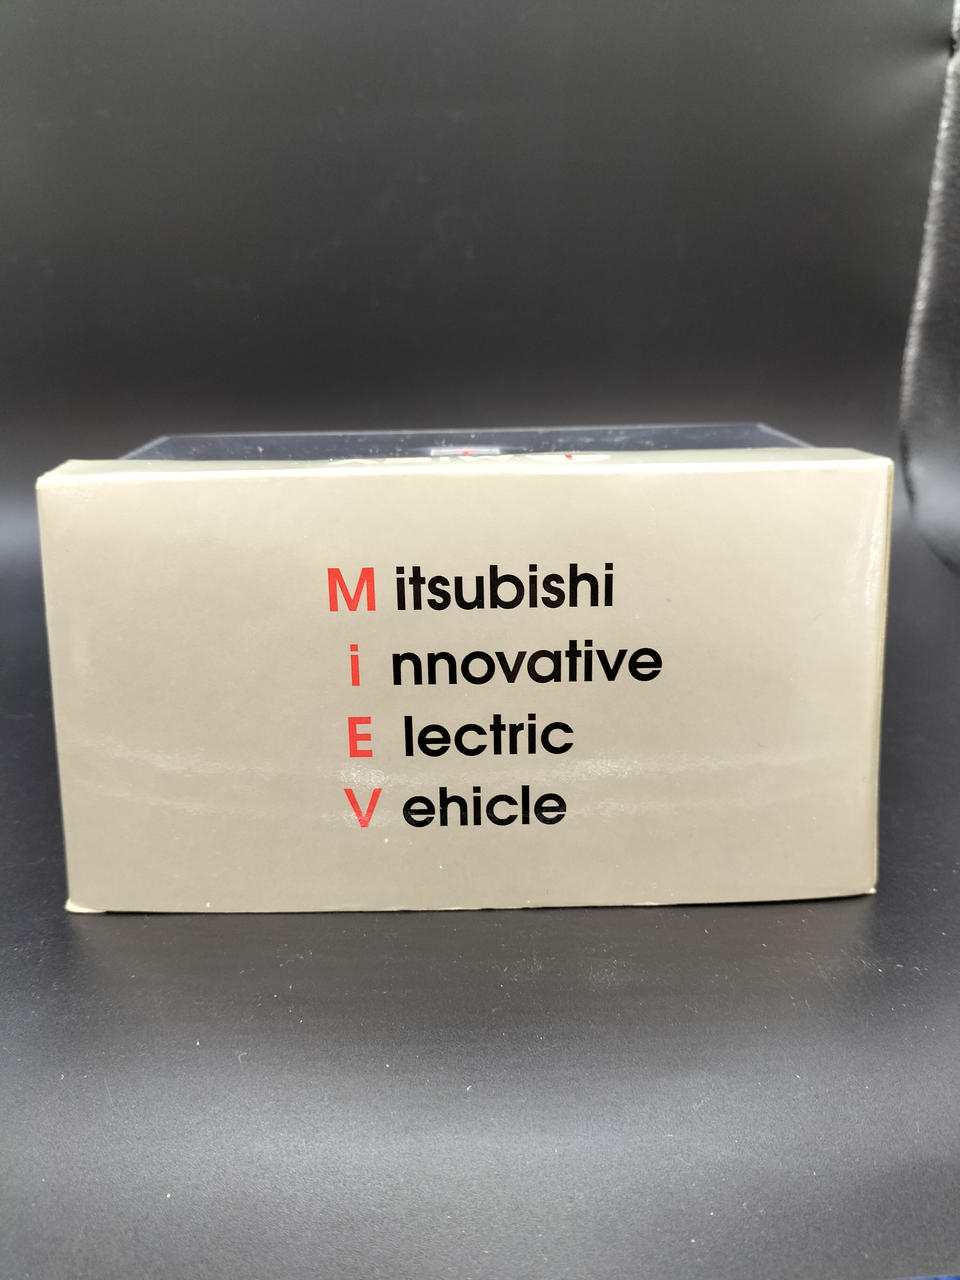 Mitsubishi
innovative
Electric
Vehicle